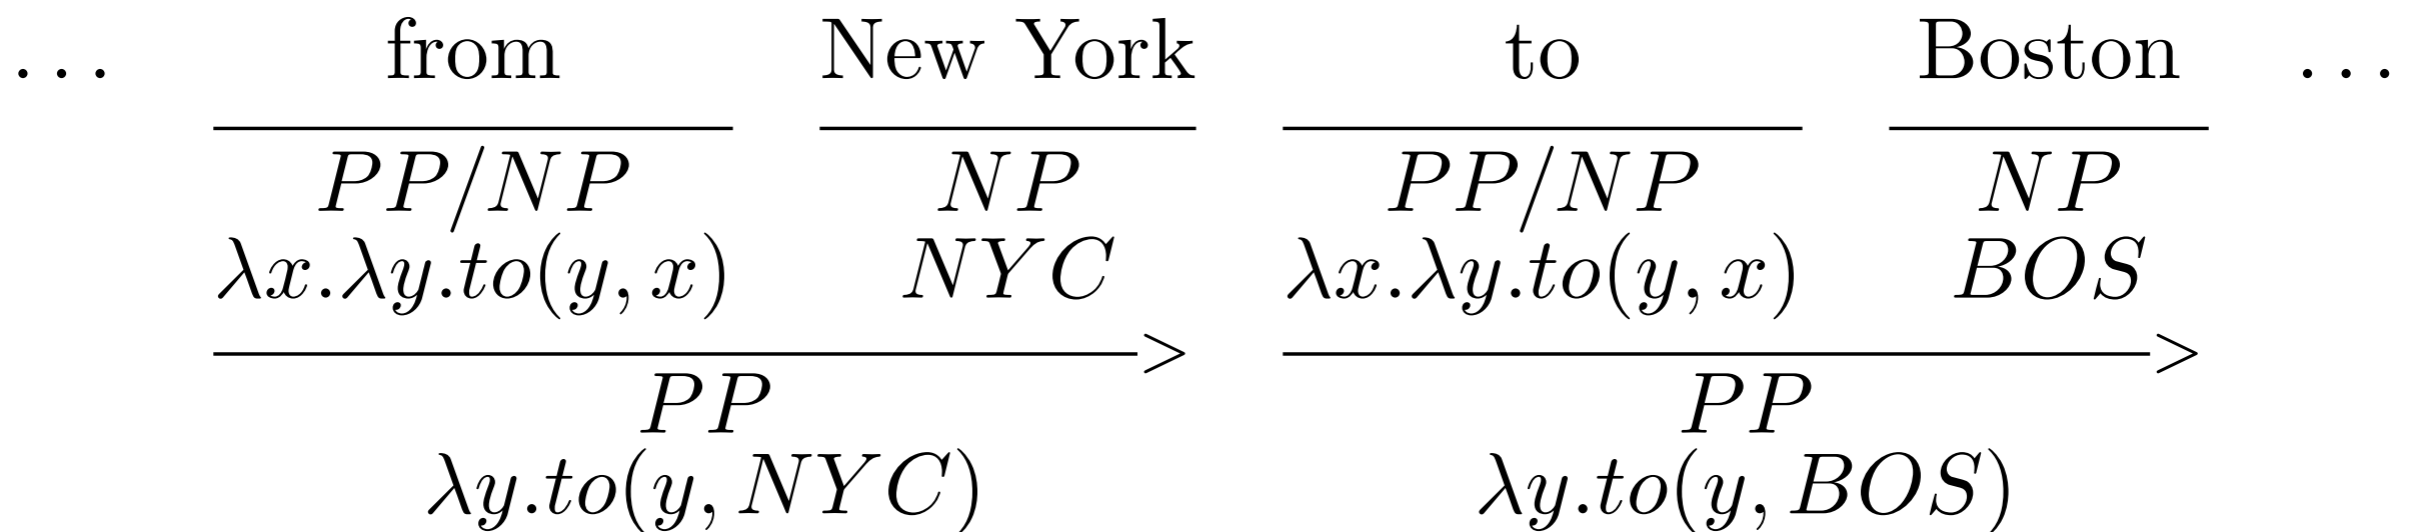 … from New York to Boston …
PP/NP NP PP/NP NP
λx.λy.to(y, x) NYC λx.λy.to(y, x) BOS
> >
PP PP
λy.to(y, NYC) λy.to(y, BOS)